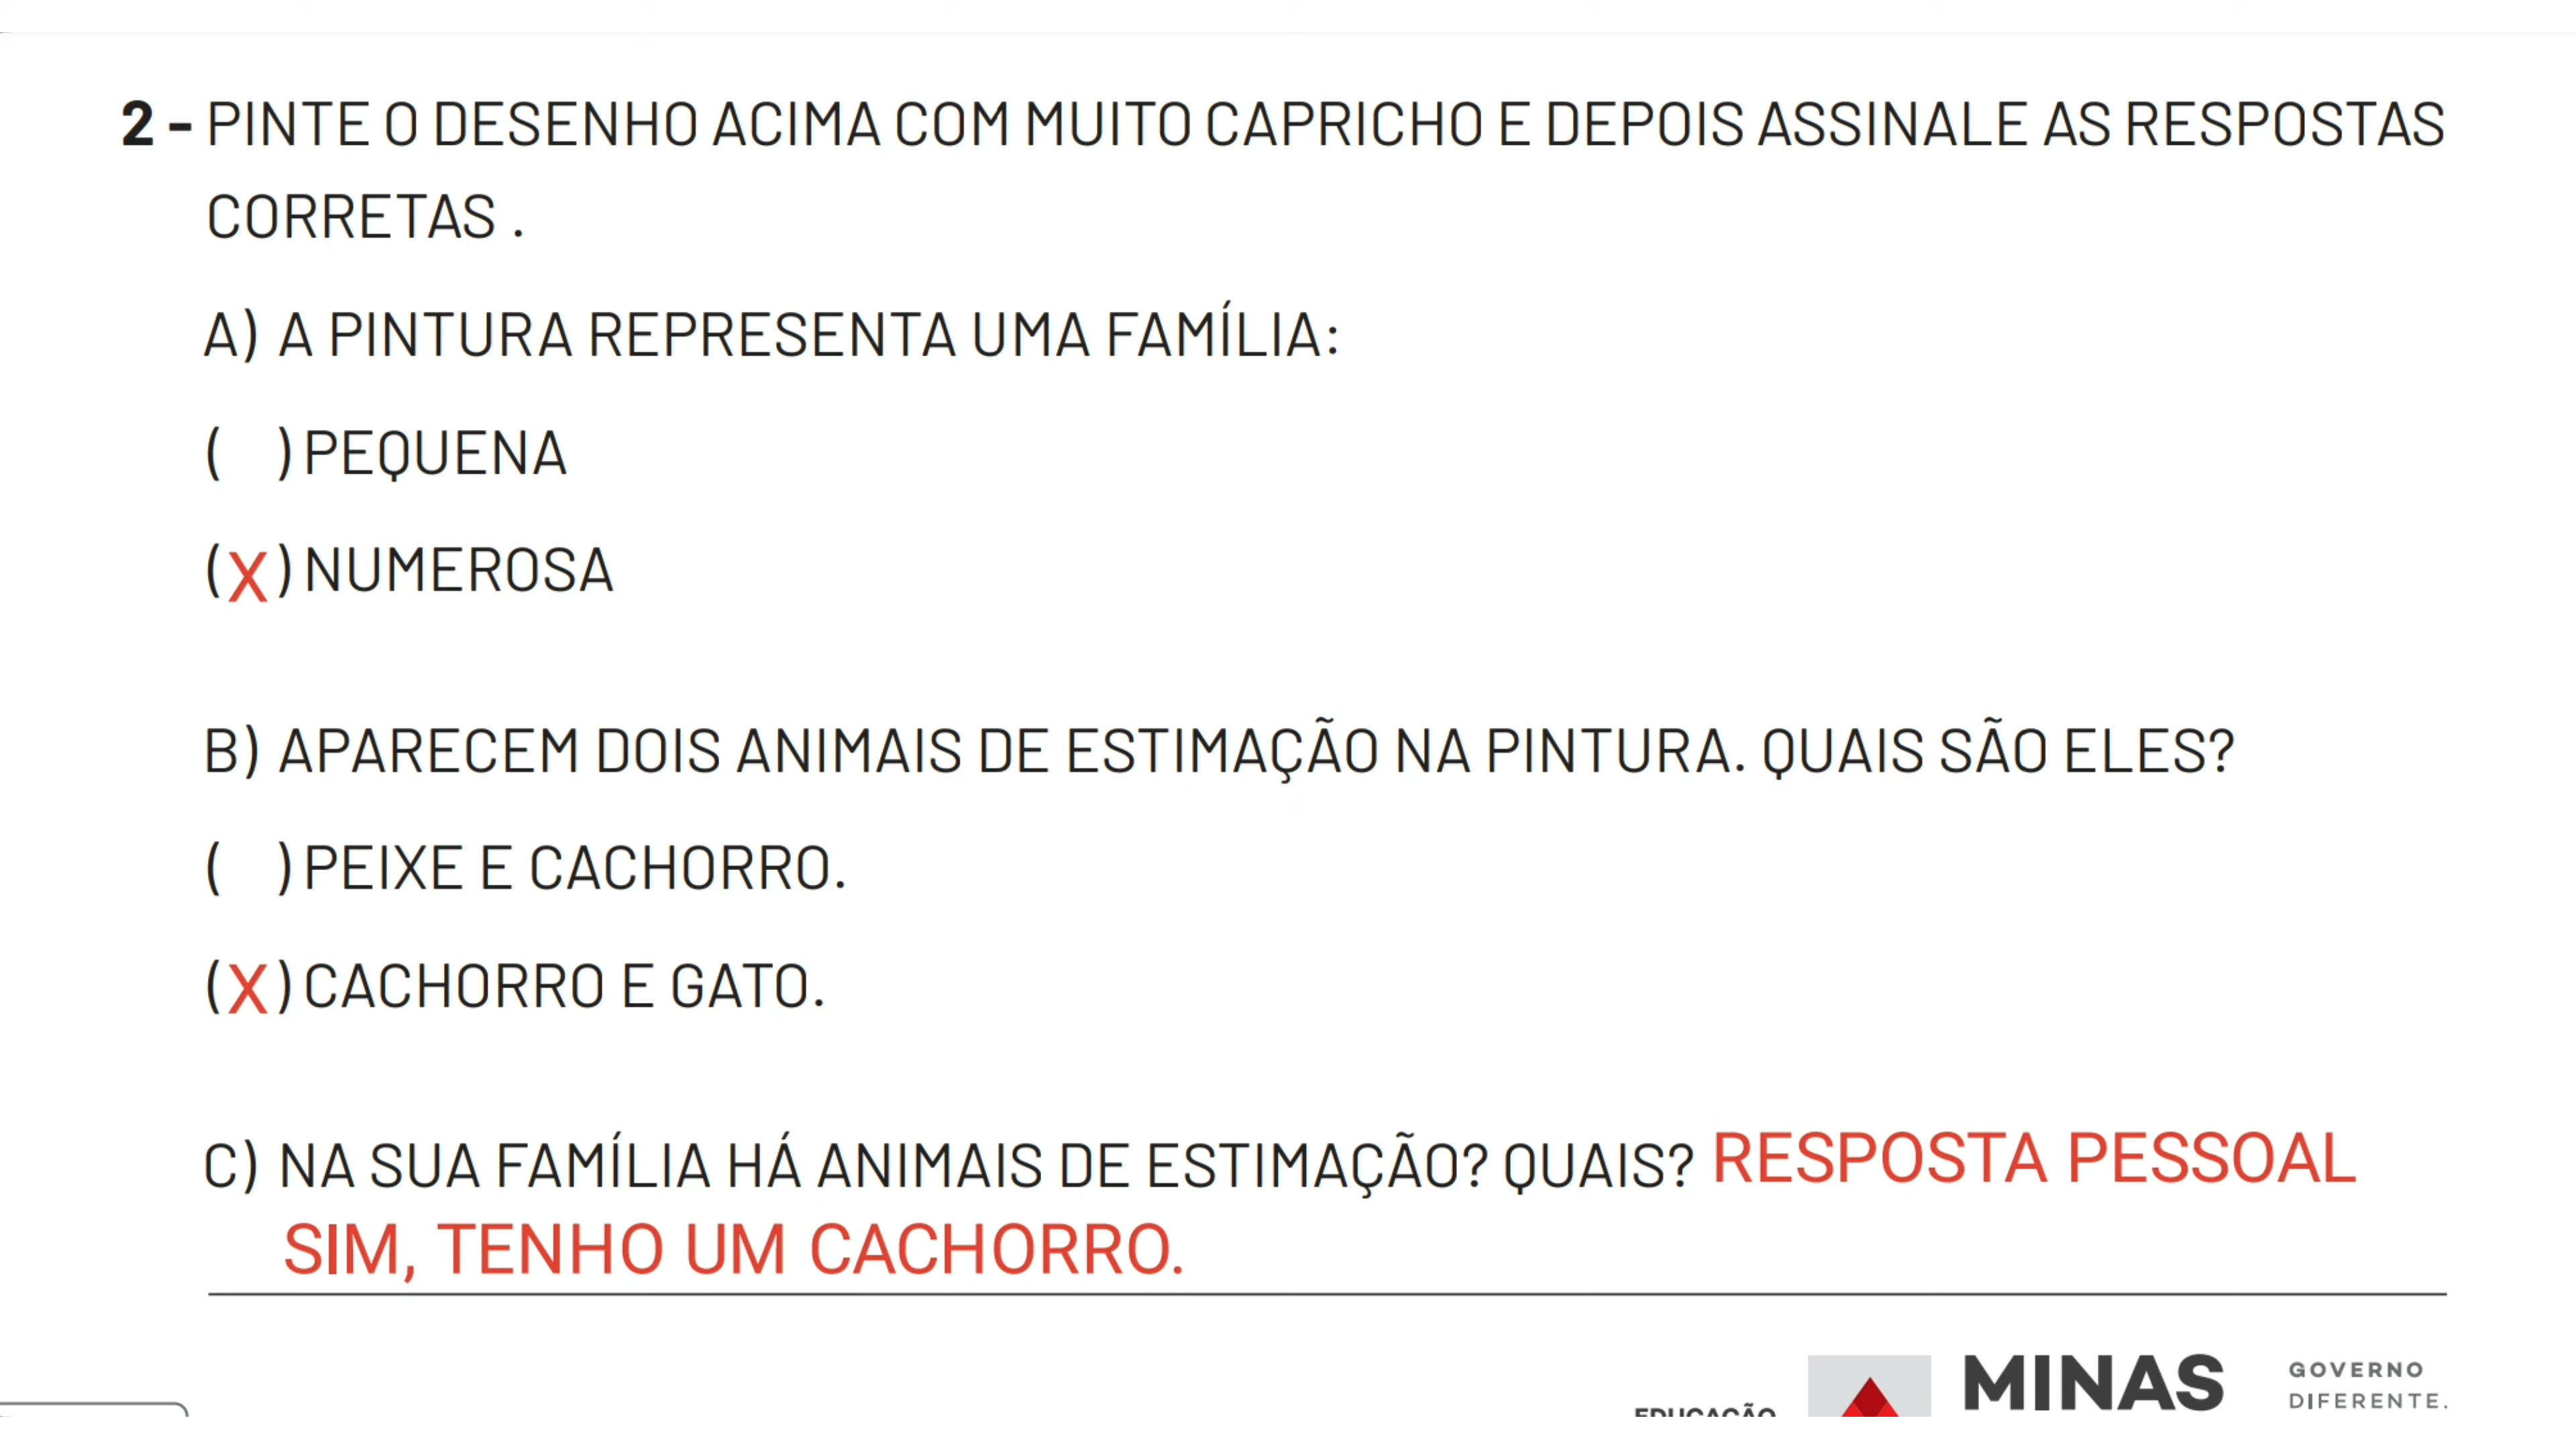 2 - PINTE O DESENHO ACIMA COM MUITO CAPRICHO E DEPOIS ASSINALE AS RESPOSTAS
CORRETAS .
A) A PINTURA REPRESENTA UMA FAMÍLIA:
( ) PEQUENA
(X) NUMEROSA
B) APARECEM DOIS ANIMAIS DE ESTIMAÇÃO NA PINTURA. QUAIS SÃO ELES?
( ) PEIXE E CACHORRO.
(X) CACHORRO E GATO.
C) NA SUA FAMÍLIA HÁ ANIMAIS DE ESTIMAÇÃO? QUAIS? RESPOSTA PESSOAL
SIM, TENHO UM CACHORRO.
EDUCAÇÃO
MINAS
GOVERNO
DIFERENTE.